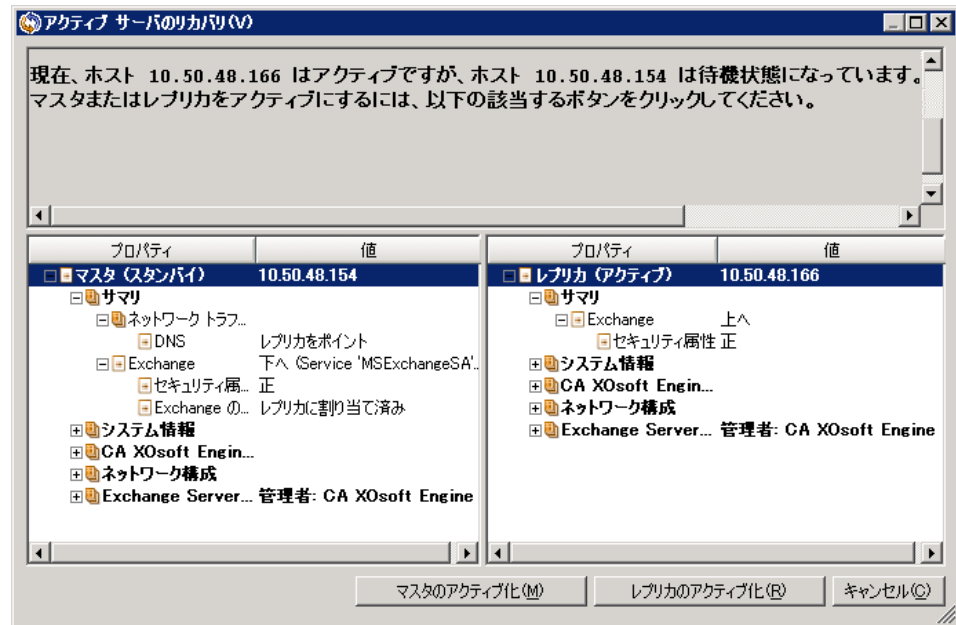 アクティブ サーバのリカバリ(V)
現在、ホスト 10.50.48.166 はアクティブですが、ホスト 10.50.48.154 は待機状態になっています。
マスタまたはレプリカをアクティブにするには、以下の該当するボタンをクリックしてください。
プロパティ 値
マスタ (スタンバイ) 10.50.48.154
サマリ
ネットワーク トラフ...
DNS レプリカをポイント
Exchange 下へ (Service 'MSExchangeSA'..
セキュリティ属... 正
Exchange の... レプリカに割り当て済み
システム情報
CA XOsoft Engin...
ネットワーク構成
Exchange Server... 管理者: CA XOsoft Engine
プロパティ 値
レプリカ (アクティブ) 10.50.48.166
サマリ
Exchange 上へ
セキュリティ属性 正
システム情報
CA XOsoft Engin...
ネットワーク構成
Exchange Server... 管理者: CA XOsoft Engine
マスタのアクティブ化(M) レプリカのアクティブ化(R) キャンセル(C)